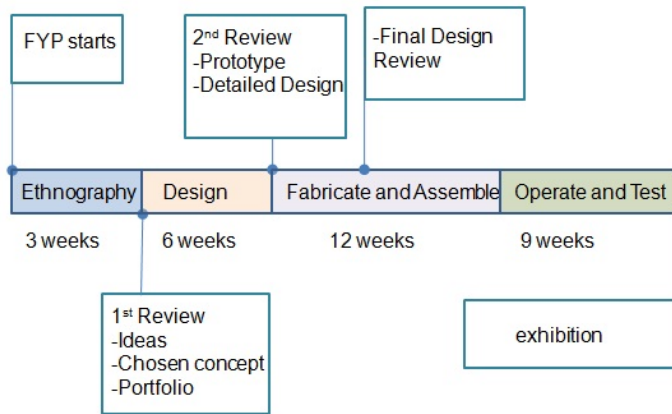 FYP starts
2nd Review
-Prototype
-Detailed Design
-Final Design
Review
Ethnography
Design
Fabricate and Assemble
Operate and Test
3 weeks
6 weeks
12 weeks
9 weeks
1st Review
-Ideas
-Chosen concept
-Portfolio
exhibition